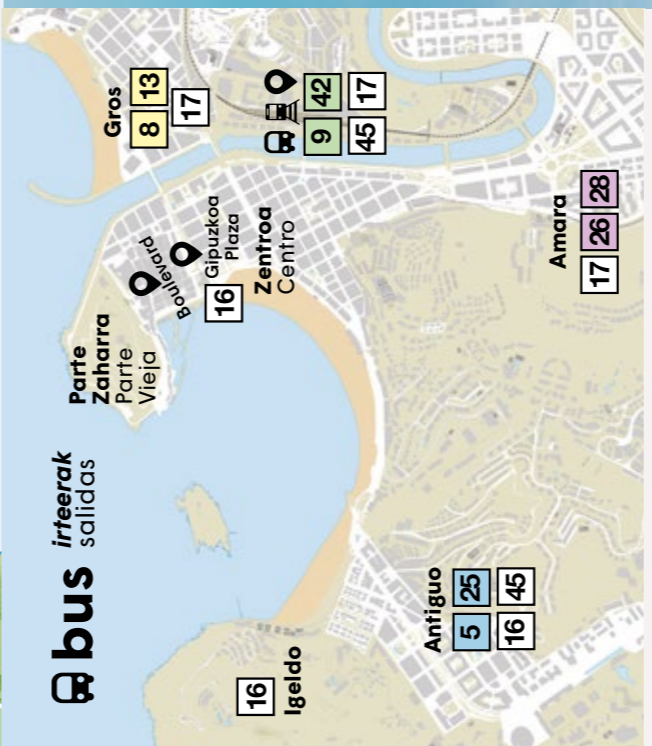 bus
irteerak
salidas
Parte
Zaharra
Parte
Vieja
Boulevard
Gipuzkoa
Plaza
16
Zentroa
Centro
Gros
8 13
17
9 42
45 17
Amara
17 26 28
Antiguo
5 25
16 45
16
Igeldo